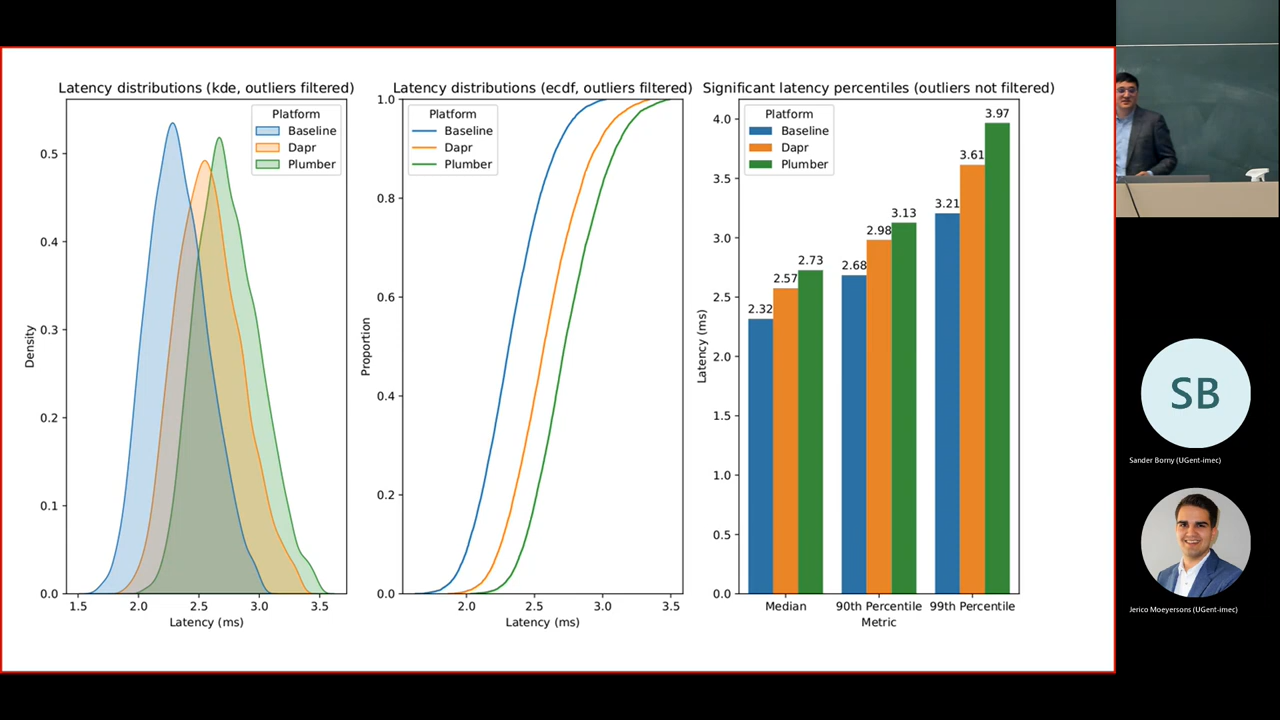 Latency distributions (kde, outliers filtered)
Platform
Baseline
Dapr
Plumber
0.5
0.4
0.3
0.2
0.1
0.0
Density
1.5 2.0 2.5 3.0 3.5
Latency (ms)
Latency distributions (ecdf, outliers filtered)
Platform
Baseline
Dapr
Plumber
1.0
0.8
0.6
0.4
0.2
0.0
Proportion
2.0 2.5 3.0 3.5
Latency (ms)
Significant latency percentiles (outliers not filtered)
Platform
Baseline
Dapr
Plumber
4.0
3.5
3.0
2.5
2.0
1.5
1.0
0.5
0.0
Latency (ms)
2.32 2.57 2.73
2.68 2.98 3.13
3.21 3.61 3.97
Median 90th Percentile 99th Percentile
Metric
SB
Sander Borny (UGent-imec)
Jerico Moeyersons (UGent-imec)